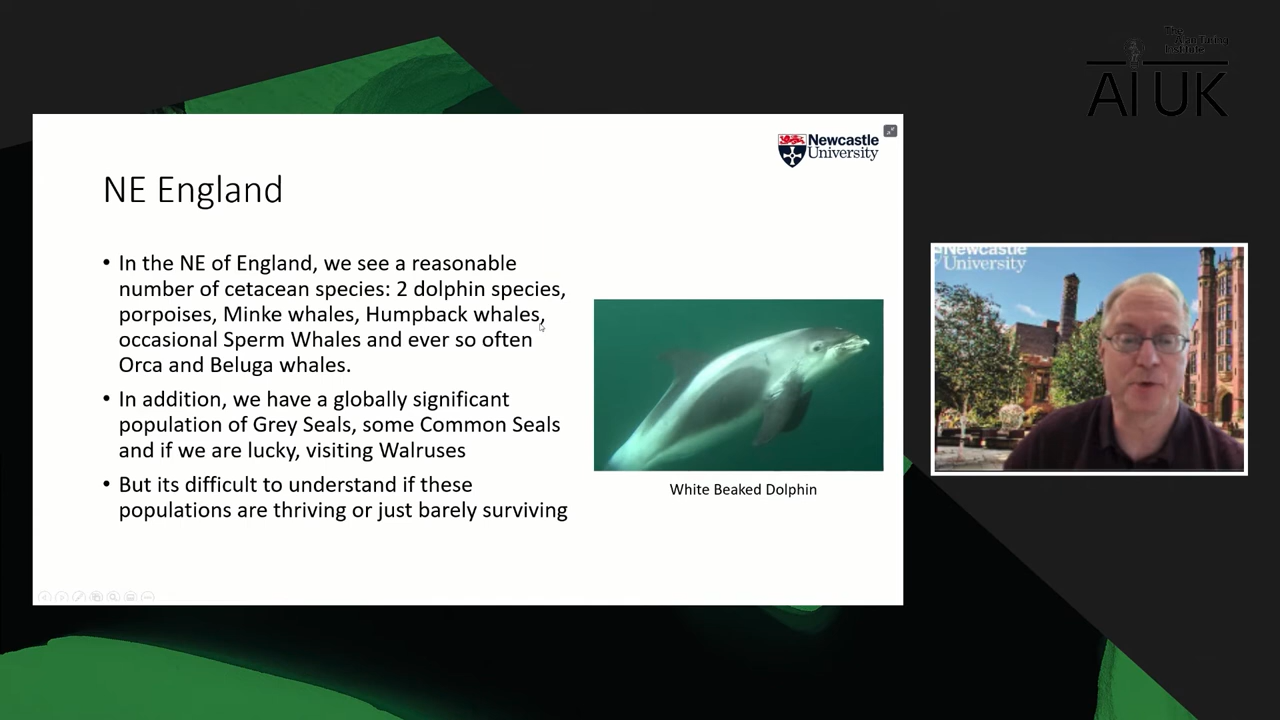 The
Alan Turing
Institute
AI UK
Newcastle
University
NE England
• In the NE of England, we see a reasonable
number of cetacean species: 2 dolphin species,
porpoises, Minke whales, Humpback whales,
occasional Sperm Whales and ever so often
Orca and Beluga whales.
• In addition, we have a globally significant
population of Grey Seals, some Common Seals
and if we are lucky, visiting Walruses
• But its difficult to understand if these
populations are thriving or just barely surviving
White Beaked Dolphin
Newcastle
University